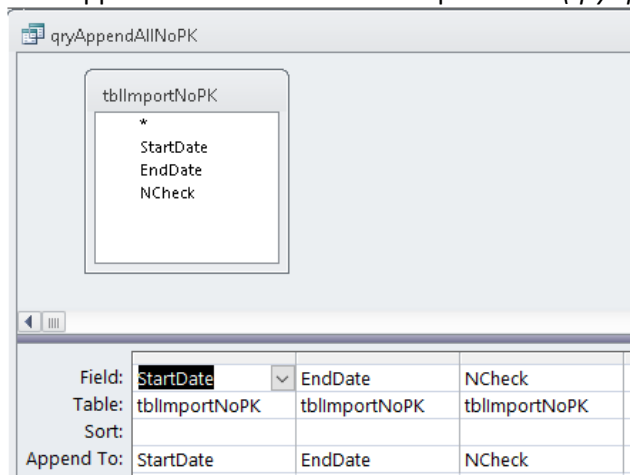 qryAppendAllNoPK
tblImportNoPK
*
StartDate
EndDate
NCheck
Field: StartDate EndDate NCheck
Table: tblImportNoPK tblImportNoPK tblImportNoPK
Sort:
Append To: StartDate EndDate NCheck